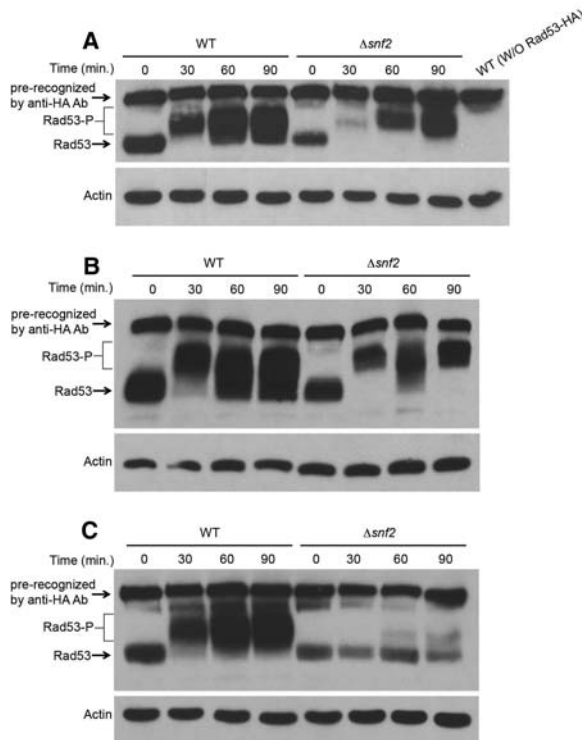 A
WT
Δsnf2
WT (W/O Rad53-HA)
Time (min.) 0 30 60 90 0 30 60 90
pre-recognized
by anti-HA Ab
Rad53-P
Rad53
Actin
B
WT
Δsnf2
Time (min.) 0 30 60 90 0 30 60 90
pre-recognized
by anti-HA Ab
Rad53-P
Rad53
Actin
C
WT
Δsnf2
Time (min.) 0 30 60 90 0 30 60 90
pre-recognized
by anti-HA Ab
Rad53-P
Rad53
Actin